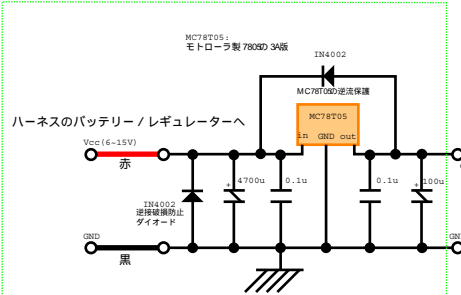 MC78T05:
モトローラ製 7805の 3A版
IN4002
MC78T05の逆流保護
MC78T05
in GND out
ハーネスのバッテリー / レギュレーターへ
Vcc(6~15V)
赤
+ 4700u
0.1u
0.1u
+ 100u
IN4002
逆接破損防止
ダイオード
GND
黒